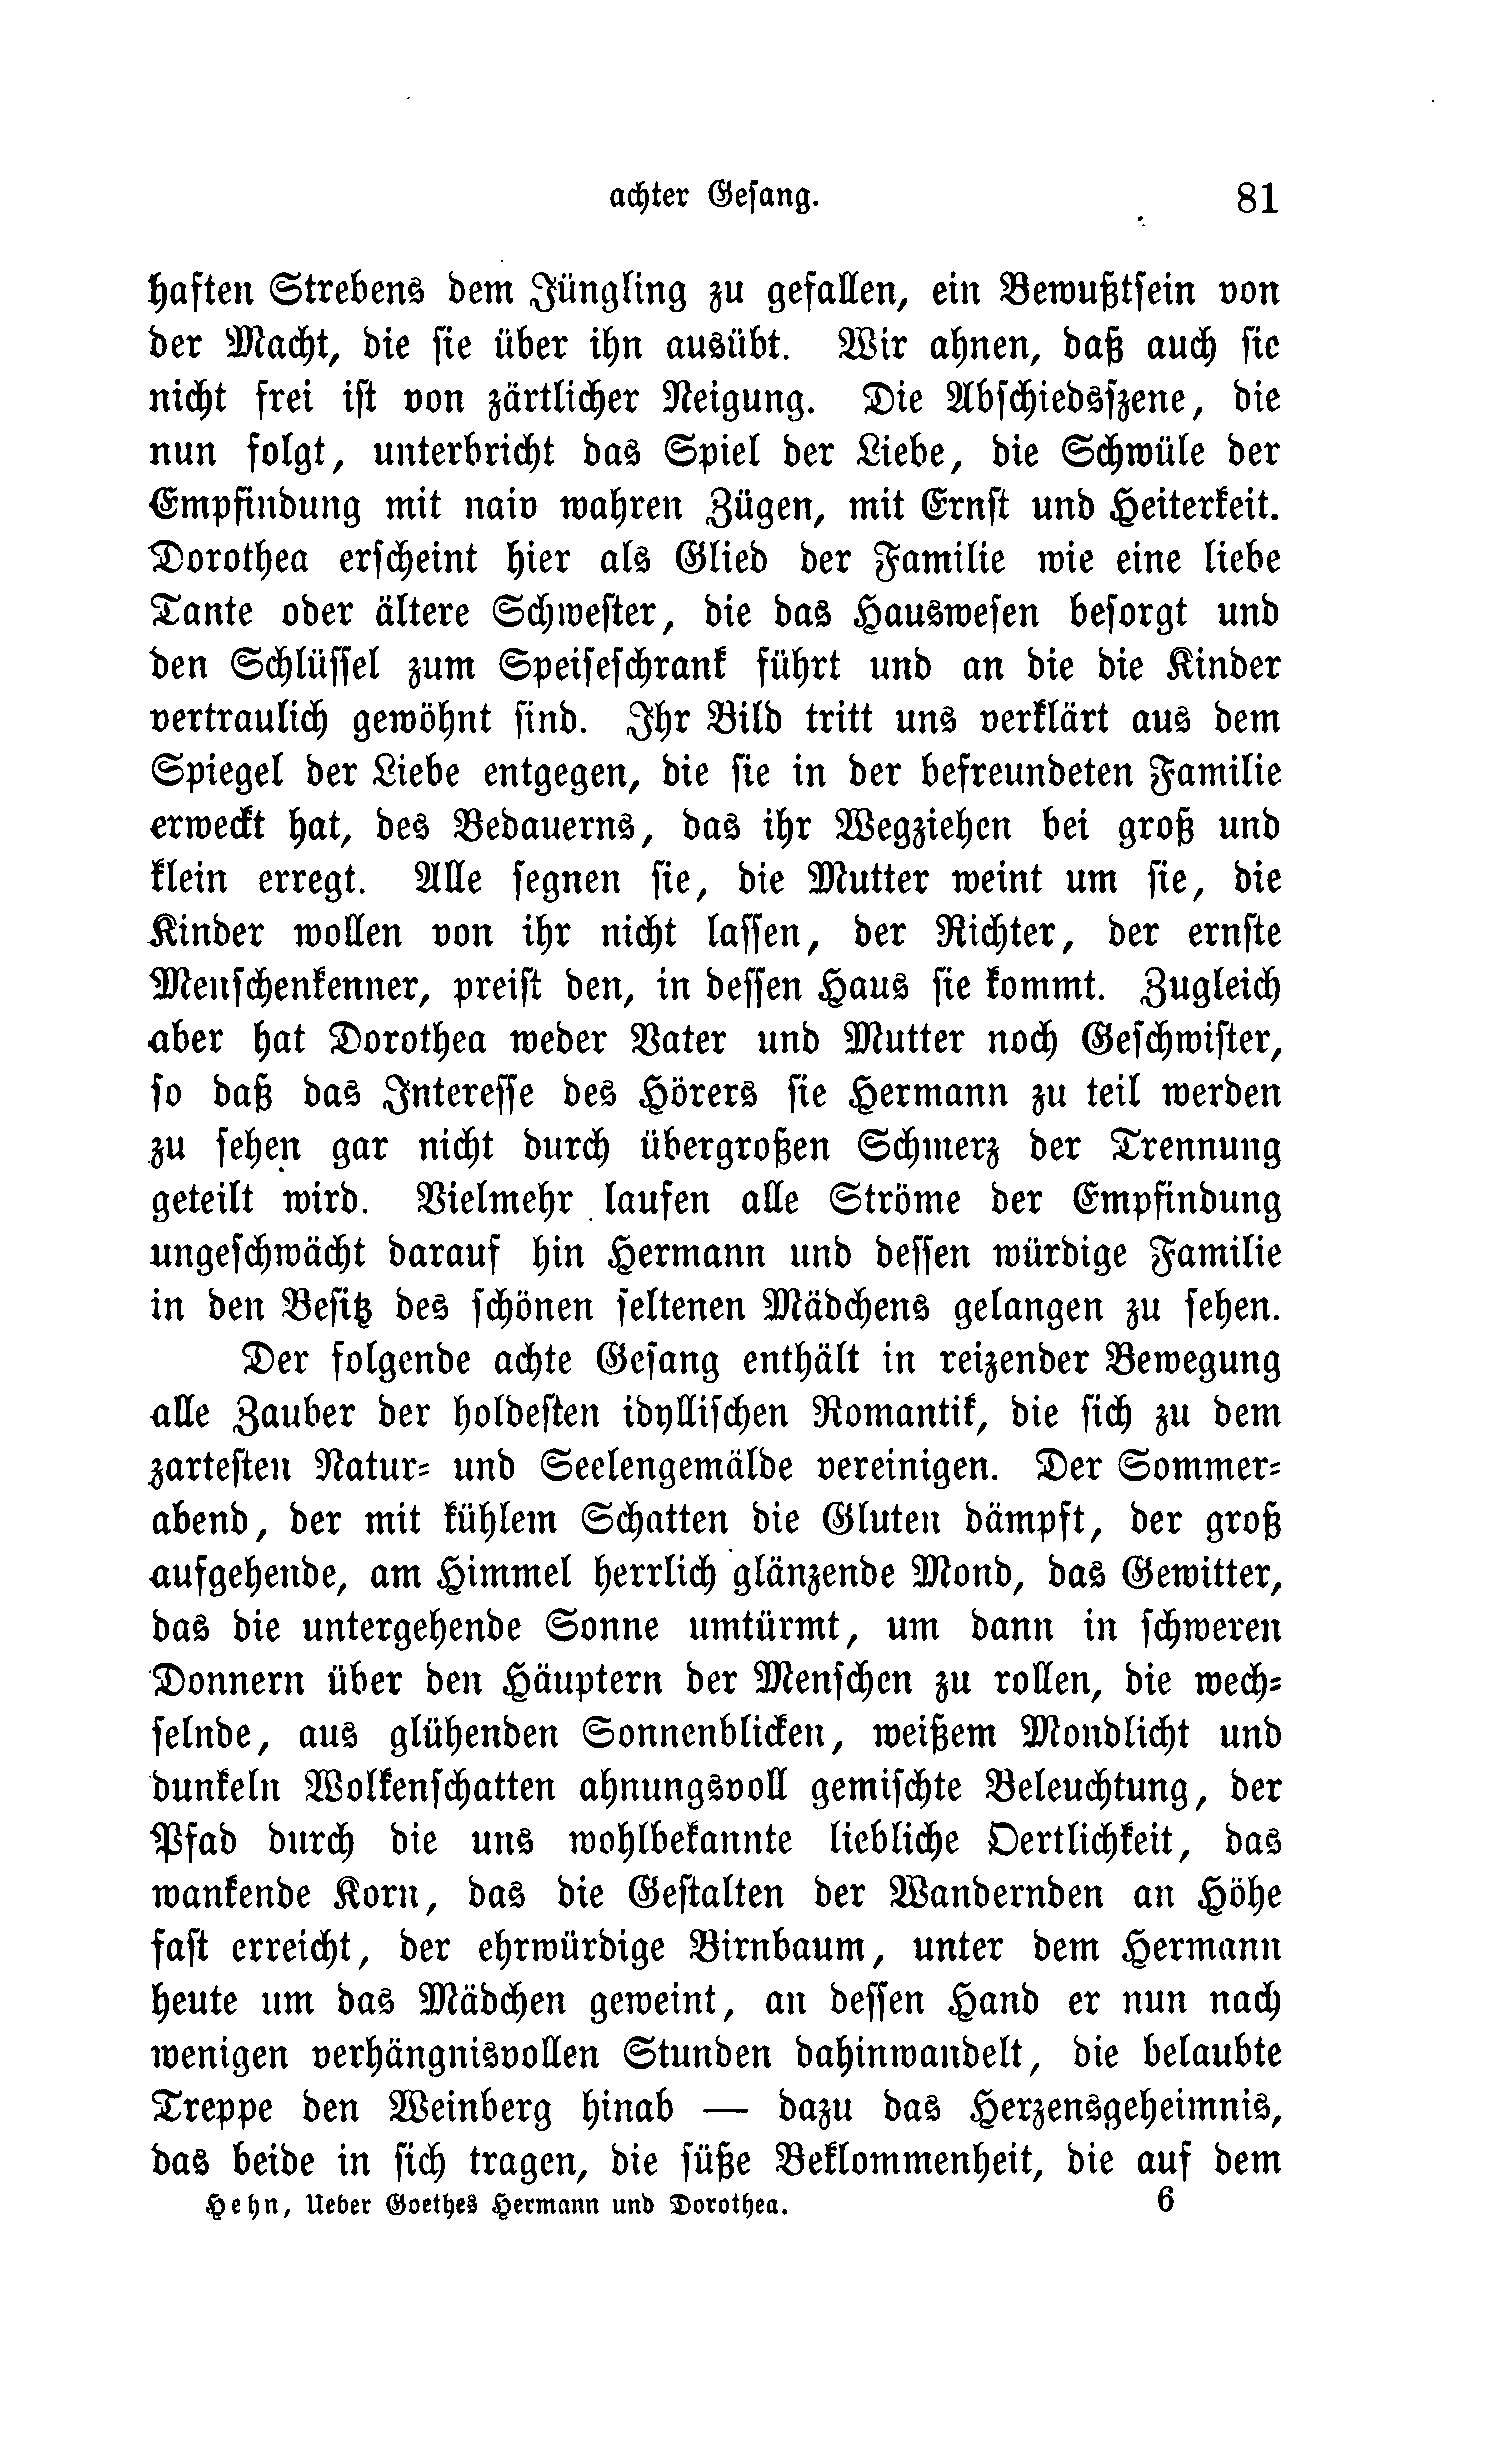 achter Gesang. 81
haften Strebens dem Jüngling zu gefallen, ein Bewußtsein von
der Macht, die sie über ihn ausübt. Wir ahnen, daß auch sie
nicht frei ist von zärtlicher Neigung. Die Abschiedsszene, die
nun folgt, unterbricht das Spiel der Liebe, die Schwüle der
Empfindung mit naiv wahren Zügen, mit Ernst und Heiterkeit.
Dorothea erscheint hier als Glied der Familie wie eine liebe
Tante oder ältere Schwester, die das Hauswesen besorgt und
den Schlüssel zum Speiseschrank führt und an die die Kinder
vertraulich gewöhnt sind. Ihr Bild tritt uns verklärt aus dem
Spiegel der Liebe entgegen, die sie in der befreundeten Familie
erweckt hat, des Bedauerns, das ihr Wegziehen bei groß und
klein erregt. Alle segnen sie, die Mutter weint um sie, die
Kinder wollen von ihr nicht lassen, der Richter, der ernste
Menschenkenner, preist den, in dessen Haus sie kommt. Zugleich
aber hat Dorothea weder Vater und Mutter noch Geschwister,
so daß das Interesse des Hörers sie Hermann zu teil werden
zu sehen gar nicht durch übergroßen Schmerz der Trennung
geteilt wird. Vielmehr laufen alle Ströme der Empfindung
ungeschwächt darauf hin Hermann und dessen würdige Familie
in den Besitz des schönen seltenen Mädchens gelangen zu sehen.
Der folgende achte Gesang enthält in reizender Bewegung
alle Zauber der holdesten idyllischen Romantik, die sich zu dem
zartesten Natur- und Seelengemälde vereinigen. Der Sommer-
abend, der mit kühlem Schatten die Gluten dämpft, der groß
aufgehende, am Himmel herrlich glänzende Mond, das Gewitter,
das die untergehende Sonne umtürmt, um dann in schweren
Donnern über den Häuptern der Menschen zu rollen, die wech-
selnde, aus glühenden Sonnenblicken, weißem Mondlicht und
dunkeln Wolkenschatten ahnungsvoll gemischte Beleuchtung, der
Pfad durch die uns wohlbekannte liebliche Oertlichkeit, das
wankende Korn, das die Gestalten der Wandernden an Höhe
fast erreicht, der ehrwürdige Birnbaum, unter dem Hermann
heute um das Mädchen geweint, an dessen Hand er nun nach
wenigen verhängnisvollen Stunden dahinwandelt, die belaubte
Treppe den Weinberg hinab — dazu das Herzensgeheimnis,
das beide in sich tragen, die süße Beklommenheit, die auf dem
Hehn, Ueber Goethes Hermann und Dorothea. 6